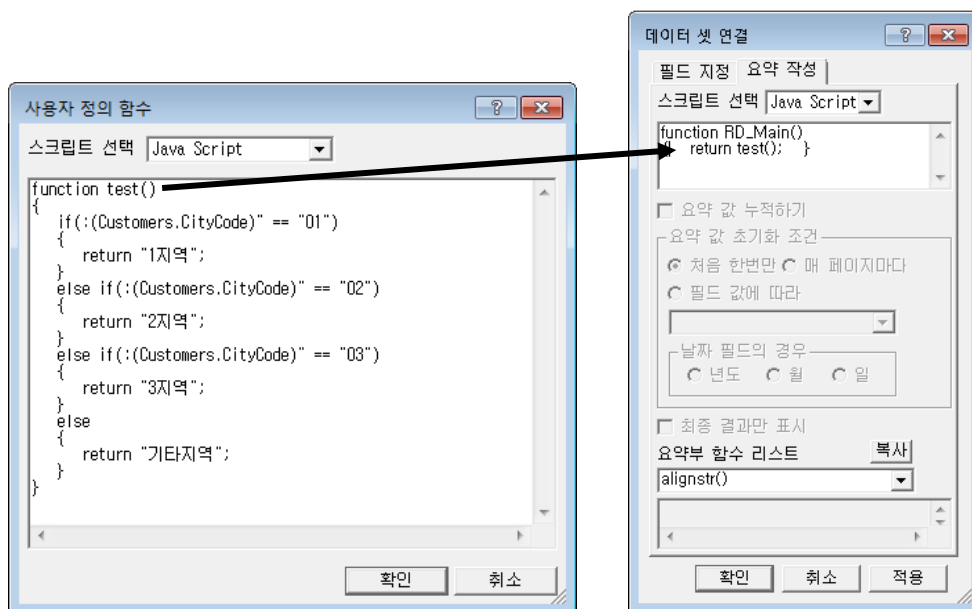 사용자 정의 함수
스크립트 선택 Java Script
function test()
{
if(:(Customers.CityCode)" == "01")
{
return "1지역";
}
else if(:(Customers.CityCode)" == "02")
{
return "2지역";
}
else if(:(Customers.CityCode)" == "03")
{
return "3지역";
}
else
{
return "기타지역";
}
}
확인 취소
데이터 셋 연결
필드 지정 요약 작성
스크립트 선택 Java Script
function RD_Main()
{ return test(); }
요약 값 누적하기
요약 값 초기화 조건
처음 한번만 매 페이지마다
필드 값에 따라
날짜 필드의 경우
년도 월 일
최종 결과만 표시
요약부 함수 리스트 복사
alignstr()
확인 취소 적용